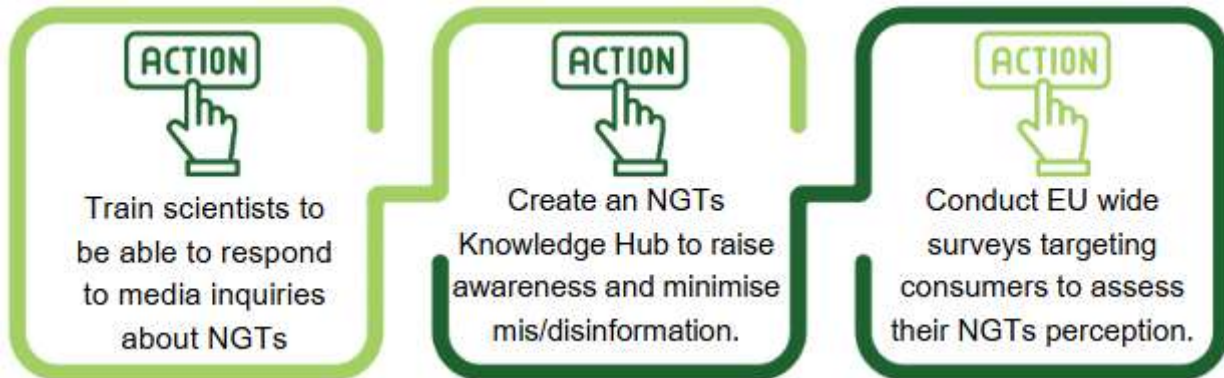 ACTION
Train scientists to
be able to respond
to media inquiries
about NGTs
ACTION
Create an NGTs
Knowledge Hub to raise
awareness and minimise
mis/disinformation.
ACTION
Conduct EU wide
surveys targeting
consumers to assess
their NGTs perception.